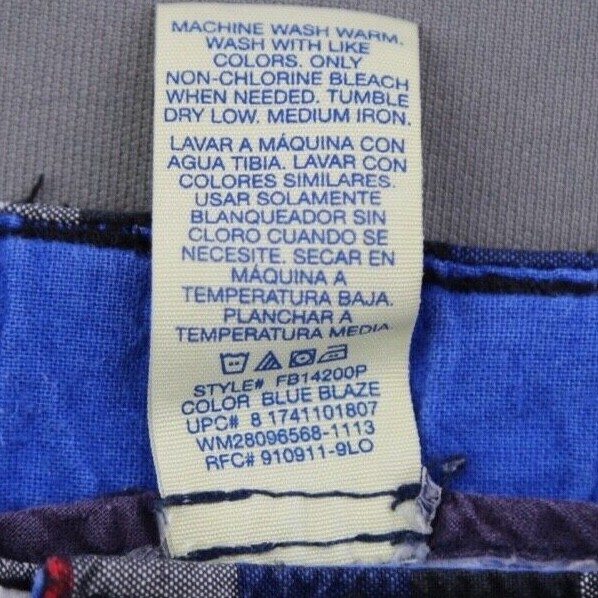 MACHINE WASH WARM.
WASH WITH LIKE
COLORS. ONLY
NON-CHLORINE BLEACH
WHEN NEEDED. TUMBLE
DRY LOW. MEDIUM IRON.
LAVAR A MÁQUINA CON
AGUA TIBIA. LAVAR CON
COLORES SIMILARES.
USAR SOLAMENTE
BLANQUEADOR SIN
CLORO CUANDO SE
NECESITE. SECAR EN
MÁQUINA A
TEMPERATURA BAJA.
PLANCHAR A
TEMPERATURA MEDIA.
STYLE# FB14200P
COLOR BLUE BLAZE
UPC# 8 1741101807
WM28096568-1113
RFC# 910911-9LO